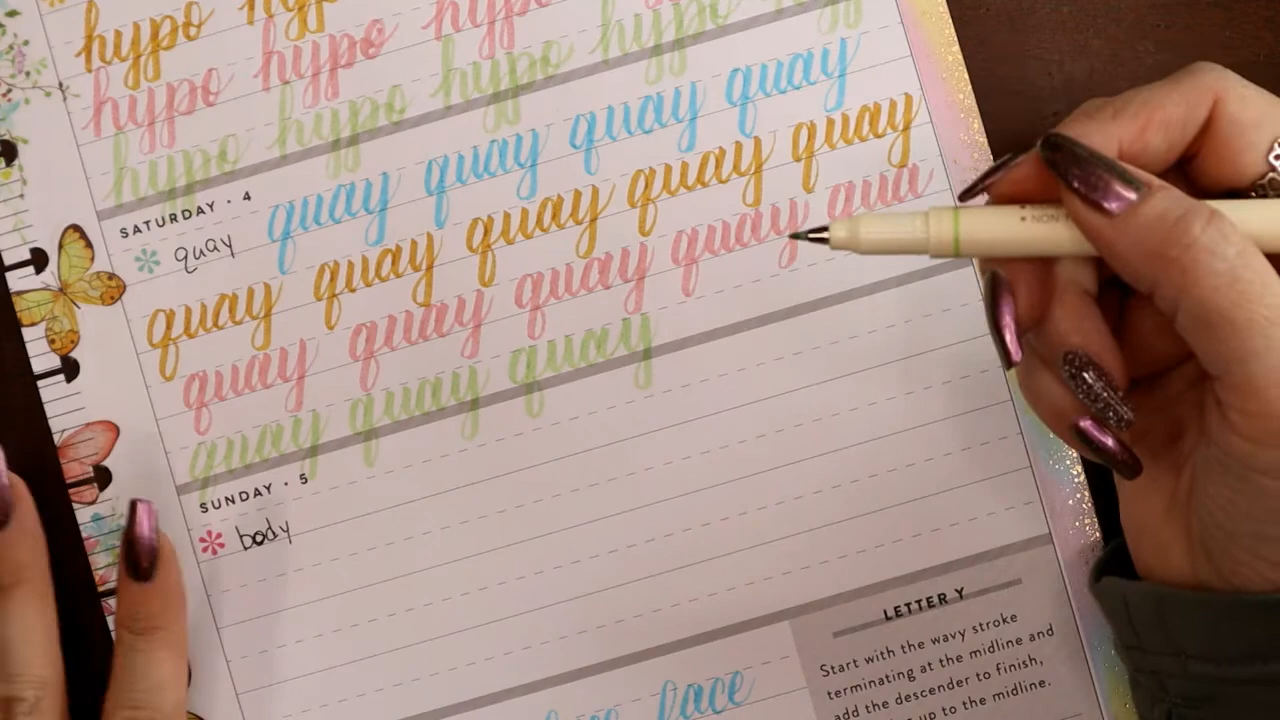 hypo
hypo hypo hypo
hypo hypo hypo hypo hypo
SATURDAY · 4
quay quay quay quay quay
quay quay quay quay quay
quay quay quay quay qua
quay quay quay
SUNDAY · 5
body
LETTER Y
Start with the wavy stroke
terminating at the midline and
add the descender to finish,
up to the midline.
face